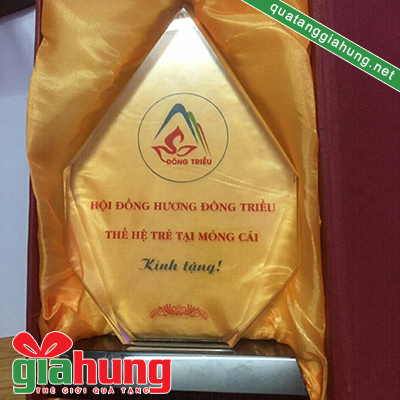 quatanggiahung.net
ĐÔNG TRIỀU
HỘI ĐỒNG HƯƠNG ĐÔNG TRIỀU
THẾ HỆ TRẺ TẠI MÓNG CÁI
Kính tặng!
giahung
THẾ GIỚI QUÀ TẶNG